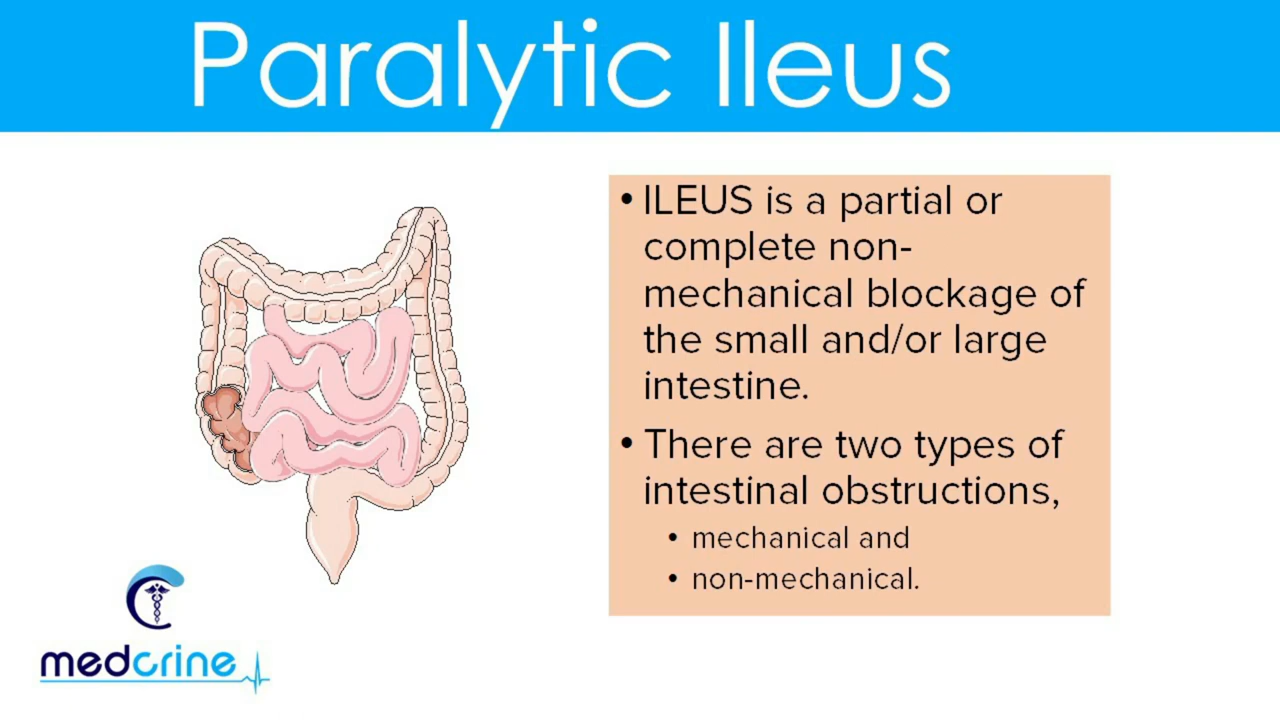 Paralytic Ileus
• ILEUS is a partial or
complete non-
mechanical blockage of
the small and/or large
intestine.
• There are two types of
intestinal obstructions,
• mechanical and
• non-mechanical.
medcrine